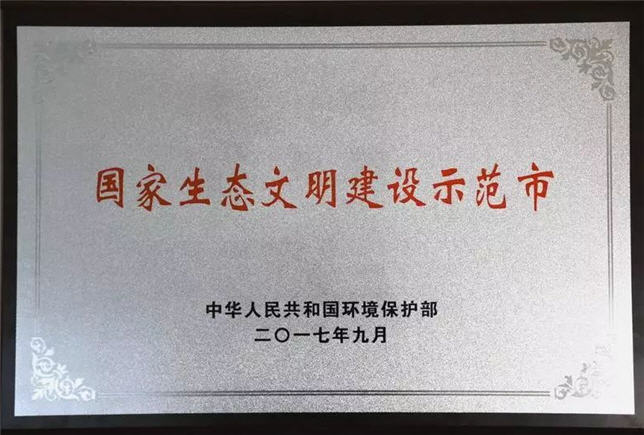 国家生态文明建设示范市
中华人民共和国环境保护部
二〇一七年九月